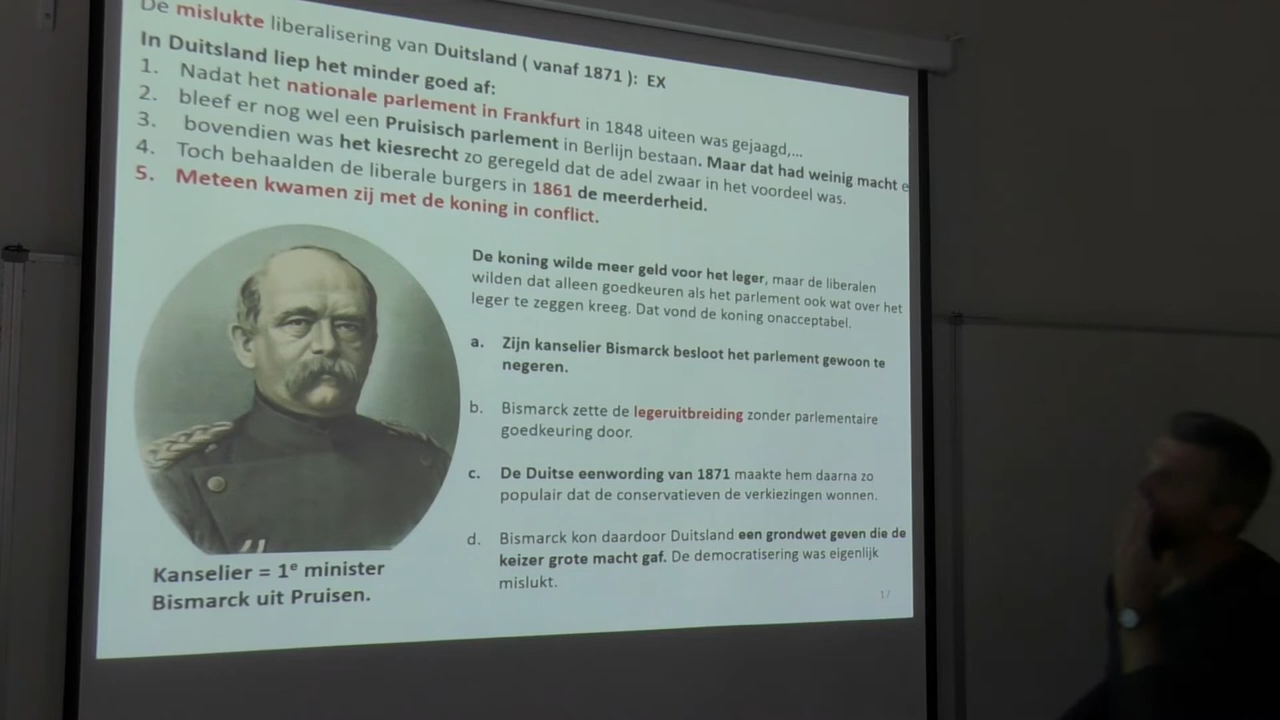 De mislukte liberalisering van Duitsland ( vanaf 1871 ): EX
In Duitsland liep het minder goed af:
1. Nadat het nationale parlement in Frankfurt in 1848 uiteen was gejaagd,...
2. bleef er nog wel een Pruisisch parlement in Berlijn bestaan. Maar dat had weinig macht e
3. bovendien was het kiesrecht zo geregeld dat de adel zwaar in het voordeel was.
4. Toch behaalden de liberale burgers in 1861 de meerderheid.
5. Meteen kwamen zij met de koning in conflict.
De koning wilde meer geld voor het leger, maar de liberalen
wilden dat alleen goedkeuren als het parlement ook wat over het
leger te zeggen kreeg. Dat vond de koning onacceptabel.
a. Zijn kanselier Bismarck besloot het parlement gewoon te
negeren.
b. Bismarck zette de legeruitbreiding zonder parlementaire
goedkeuring door.
c. De Duitse eenwording van 1871 maakte hem daarna zo
populair dat de conservatieven de verkiezingen wonnen.
d. Bismarck kon daardoor Duitsland een grondwet geven die de
keizer grote macht gaf. De democratisering was eigenlijk
mislukt.
Kanselier = 1e minister
Bismarck uit Pruisen.
17